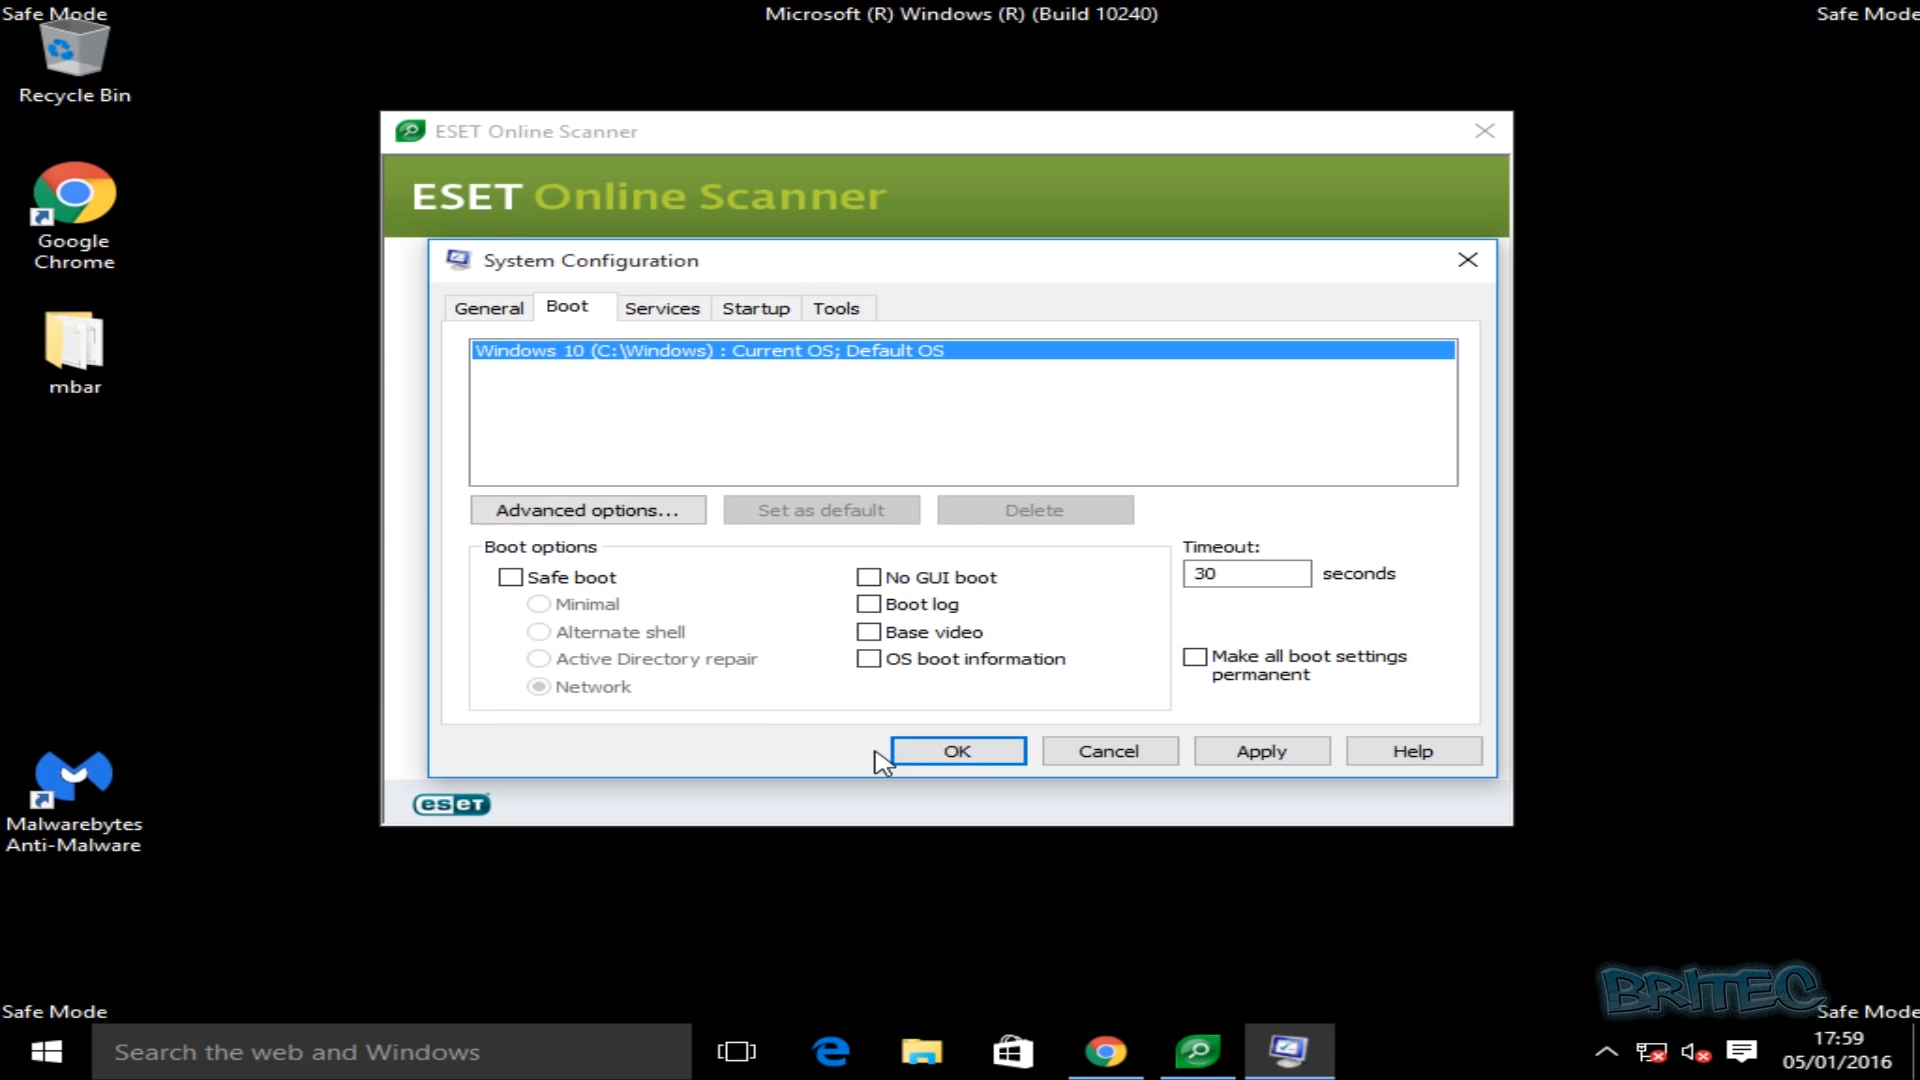 Safe Mode
Microsoft (R) Windows (R) (Build 10240)
Safe Mode
Recycle Bin
Google
Chrome
mbar
Malwarebytes
Anti-Malware
ESET Online Scanner
ESET Online Scanner
System Configuration
General Boot Services Startup Tools
Windows 10 (C:\Windows) : Current OS; Default OS
Advanced options... Set as default Delete
Boot options
Safe boot
Minimal
Alternate shell
Active Directory repair
Network
No GUI boot
Boot log
Base video
OS boot information
Timeout:
30 seconds
Make all boot settings
permanent
OK Cancel Apply Help
eseT
BRITEC
Safe Mode
Safe Mode
Search the web and Windows
17:59
05/01/2016